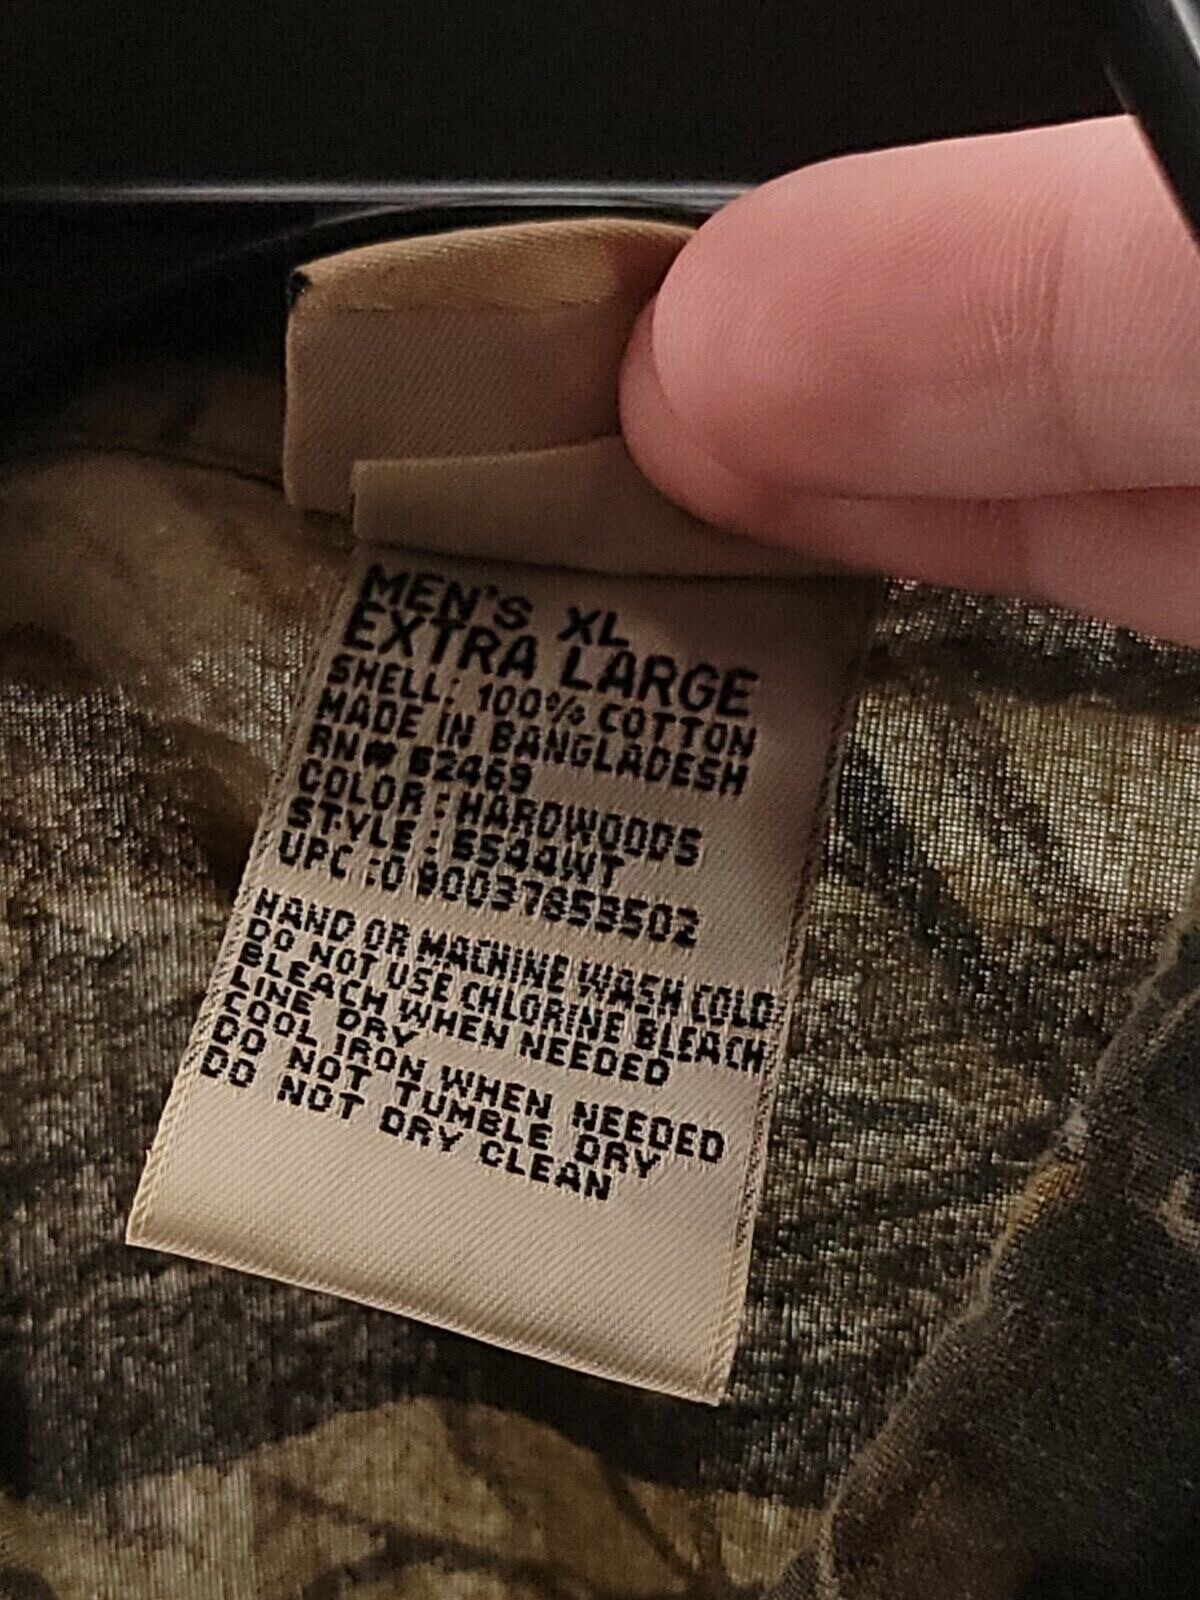 MEN'S XL
EXTRA LARGE
SHELL: 100% COTTON
MADE IN BANGLADESH
RN# 52469
COLOR: HARDWOODS
STYLE: 5544WT
UPC :0 90037853502
HAND OR MACHINE WASH COLD
DO NOT USE CHLORINE BLEACH
BLEACH WHEN NEEDED
LINE DRY
COOL IRON WHEN NEEDED
DO NOT TUMBLE DRY
DO NOT DRY CLEAN